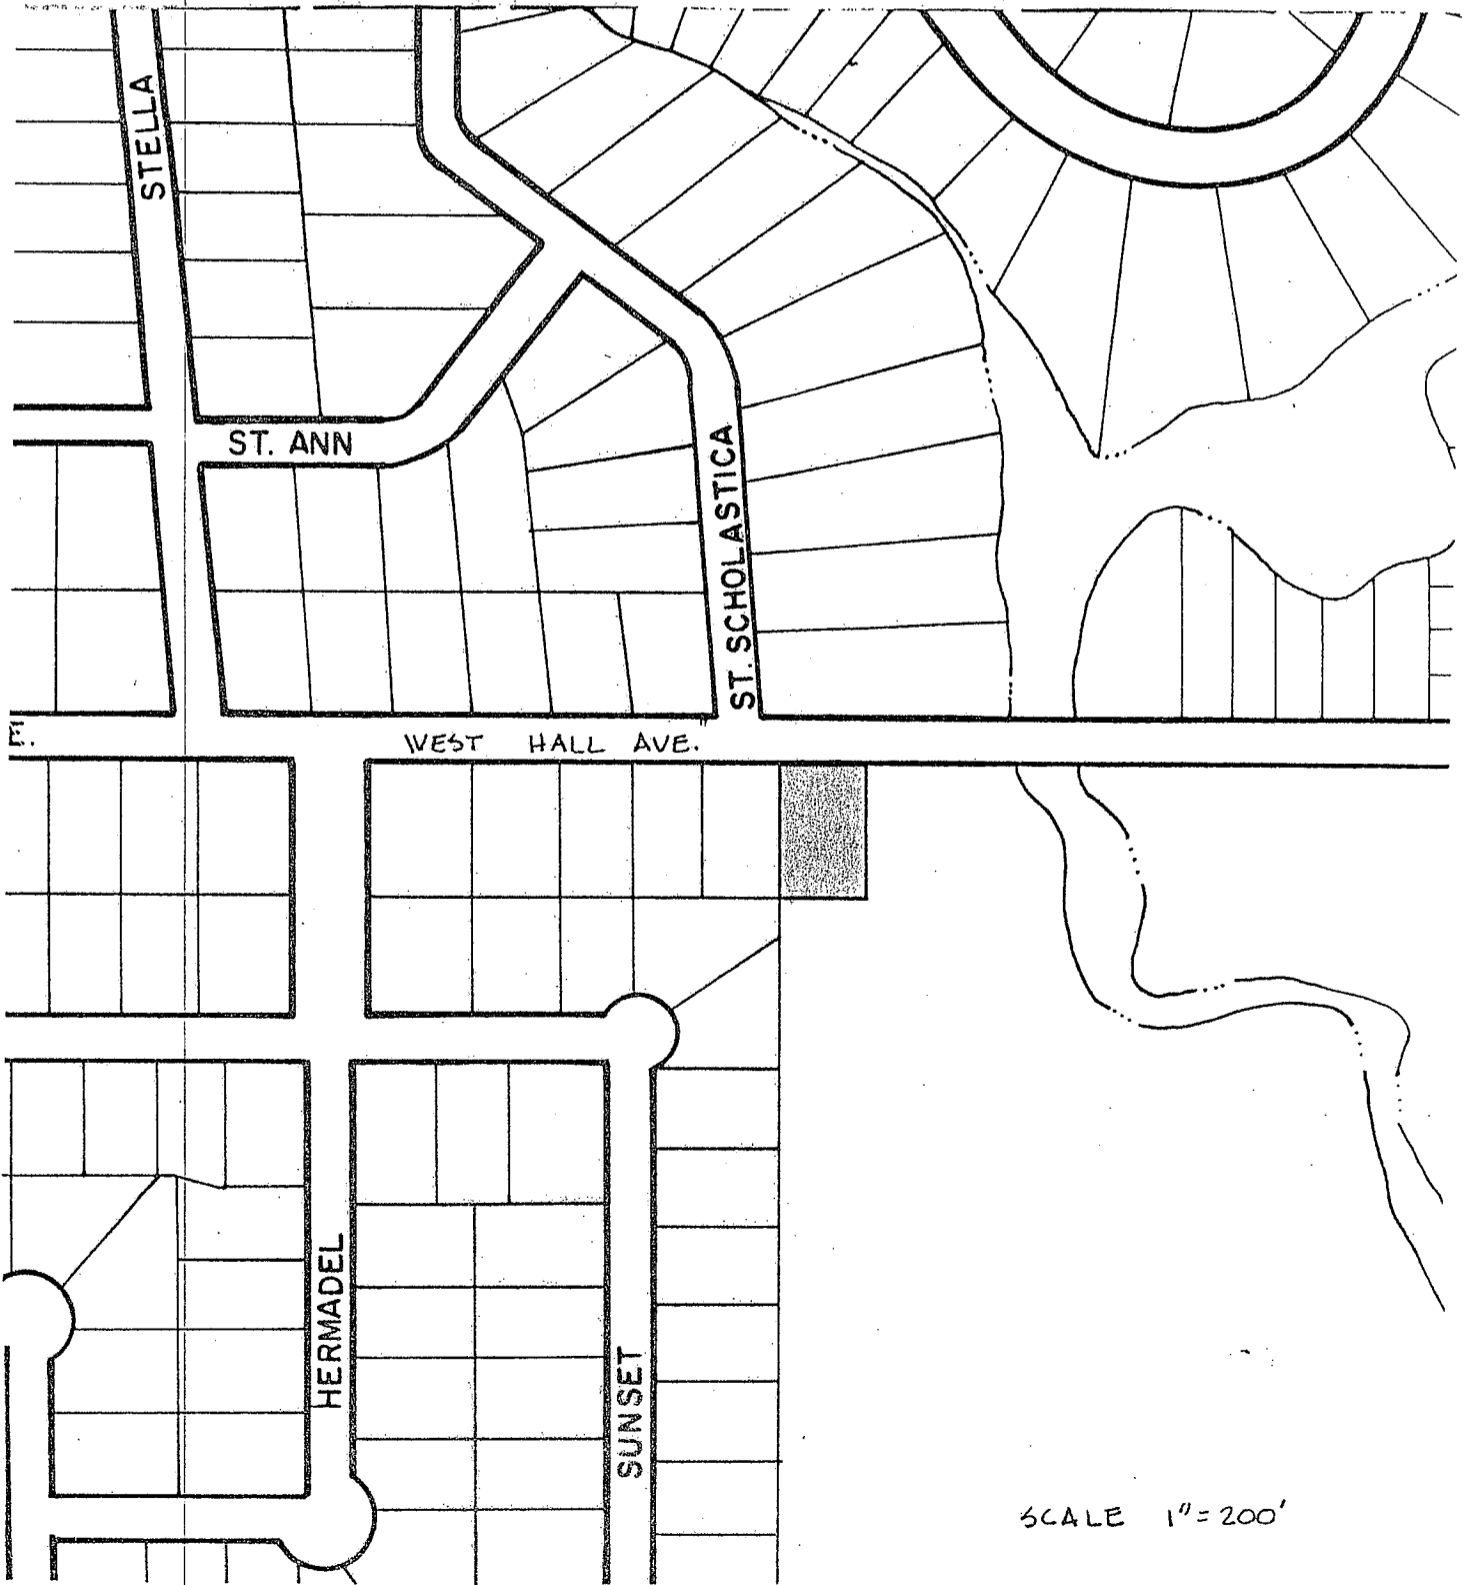 STELLA
ST. ANN
ST. SCHOLASTICA
E.
WEST HALL AVE.
HERMADEL
SUNSET
SCALE 1"=200'